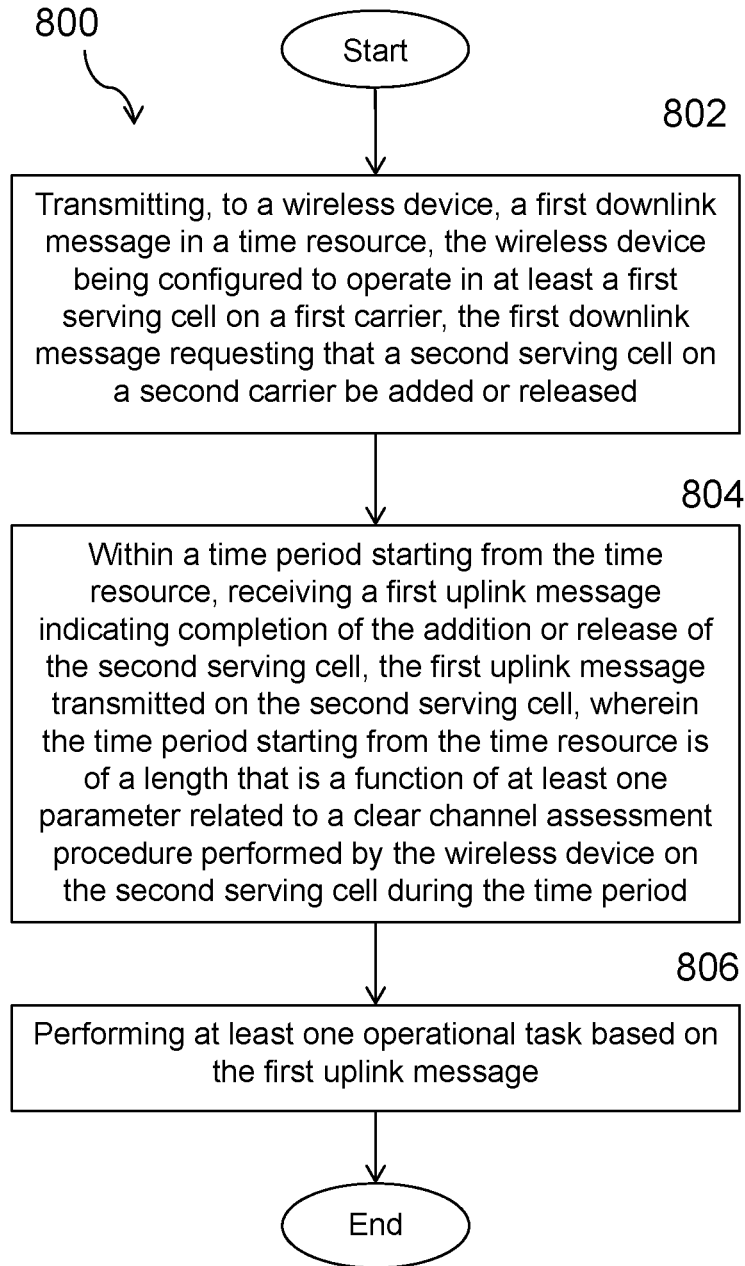 800
Start
802
Transmitting, to a wireless device, a first downlink
message in a time resource, the wireless device
being configured to operate in at least a first
serving cell on a first carrier, the first downlink
message requesting that a second serving cell on
a second carrier be added or released
804
Within a time period starting from the time
resource, receiving a first uplink message
indicating completion of the addition or release of
the second serving cell, the first uplink message
transmitted on the second serving cell, wherein
the time period starting from the time resource is
of a length that is a function of at least one
parameter related to a clear channel assessment
procedure performed by the wireless device on
the second serving cell during the time period
806
Performing at least one operational task based on
the first uplink message
End